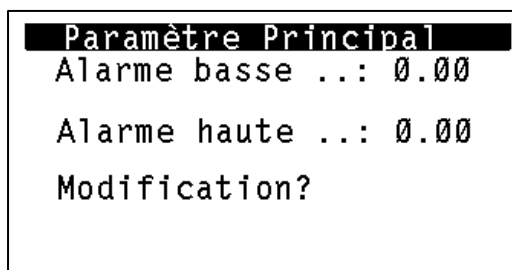 Paramètre Principal
Alarme basse ..: 0.00
Alarme haute ..: 0.00
Modification?